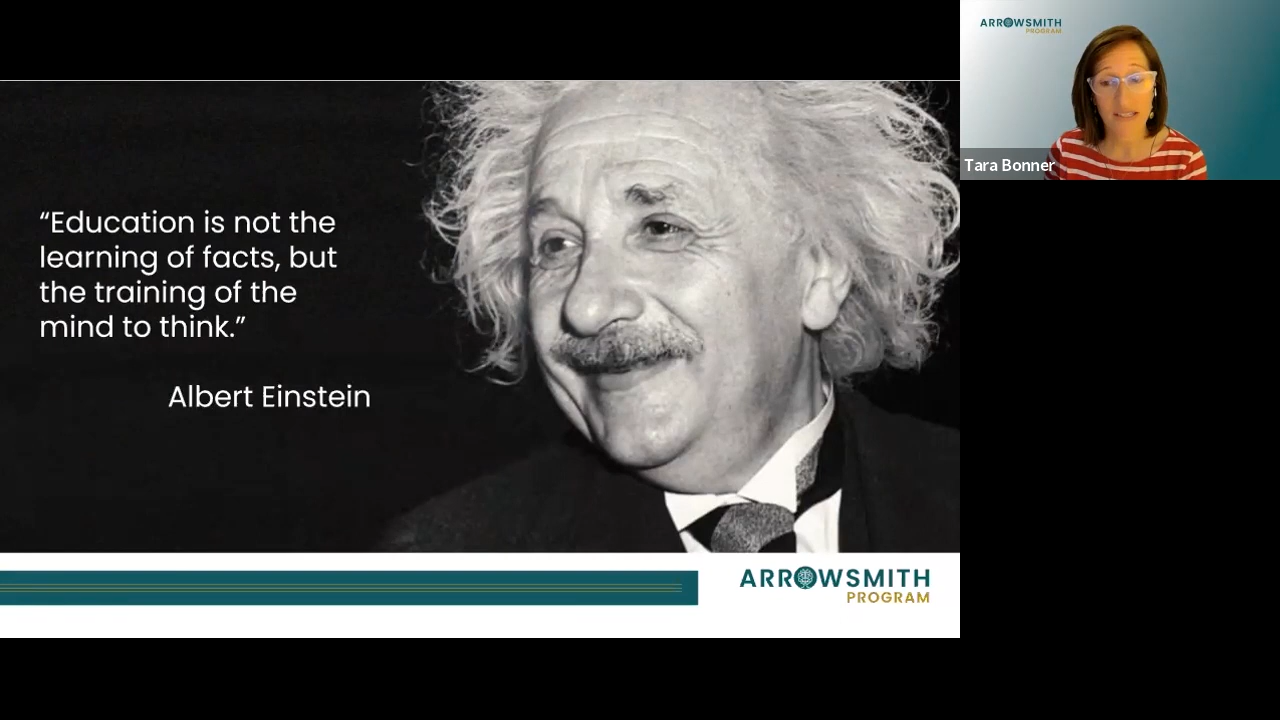 “Education is not the
learning of facts, but
the training of the
mind to think.”
Albert Einstein
ARROWSMITH
PROGRAM
ARROWSMITH
PROGRAM
Tara Bonner